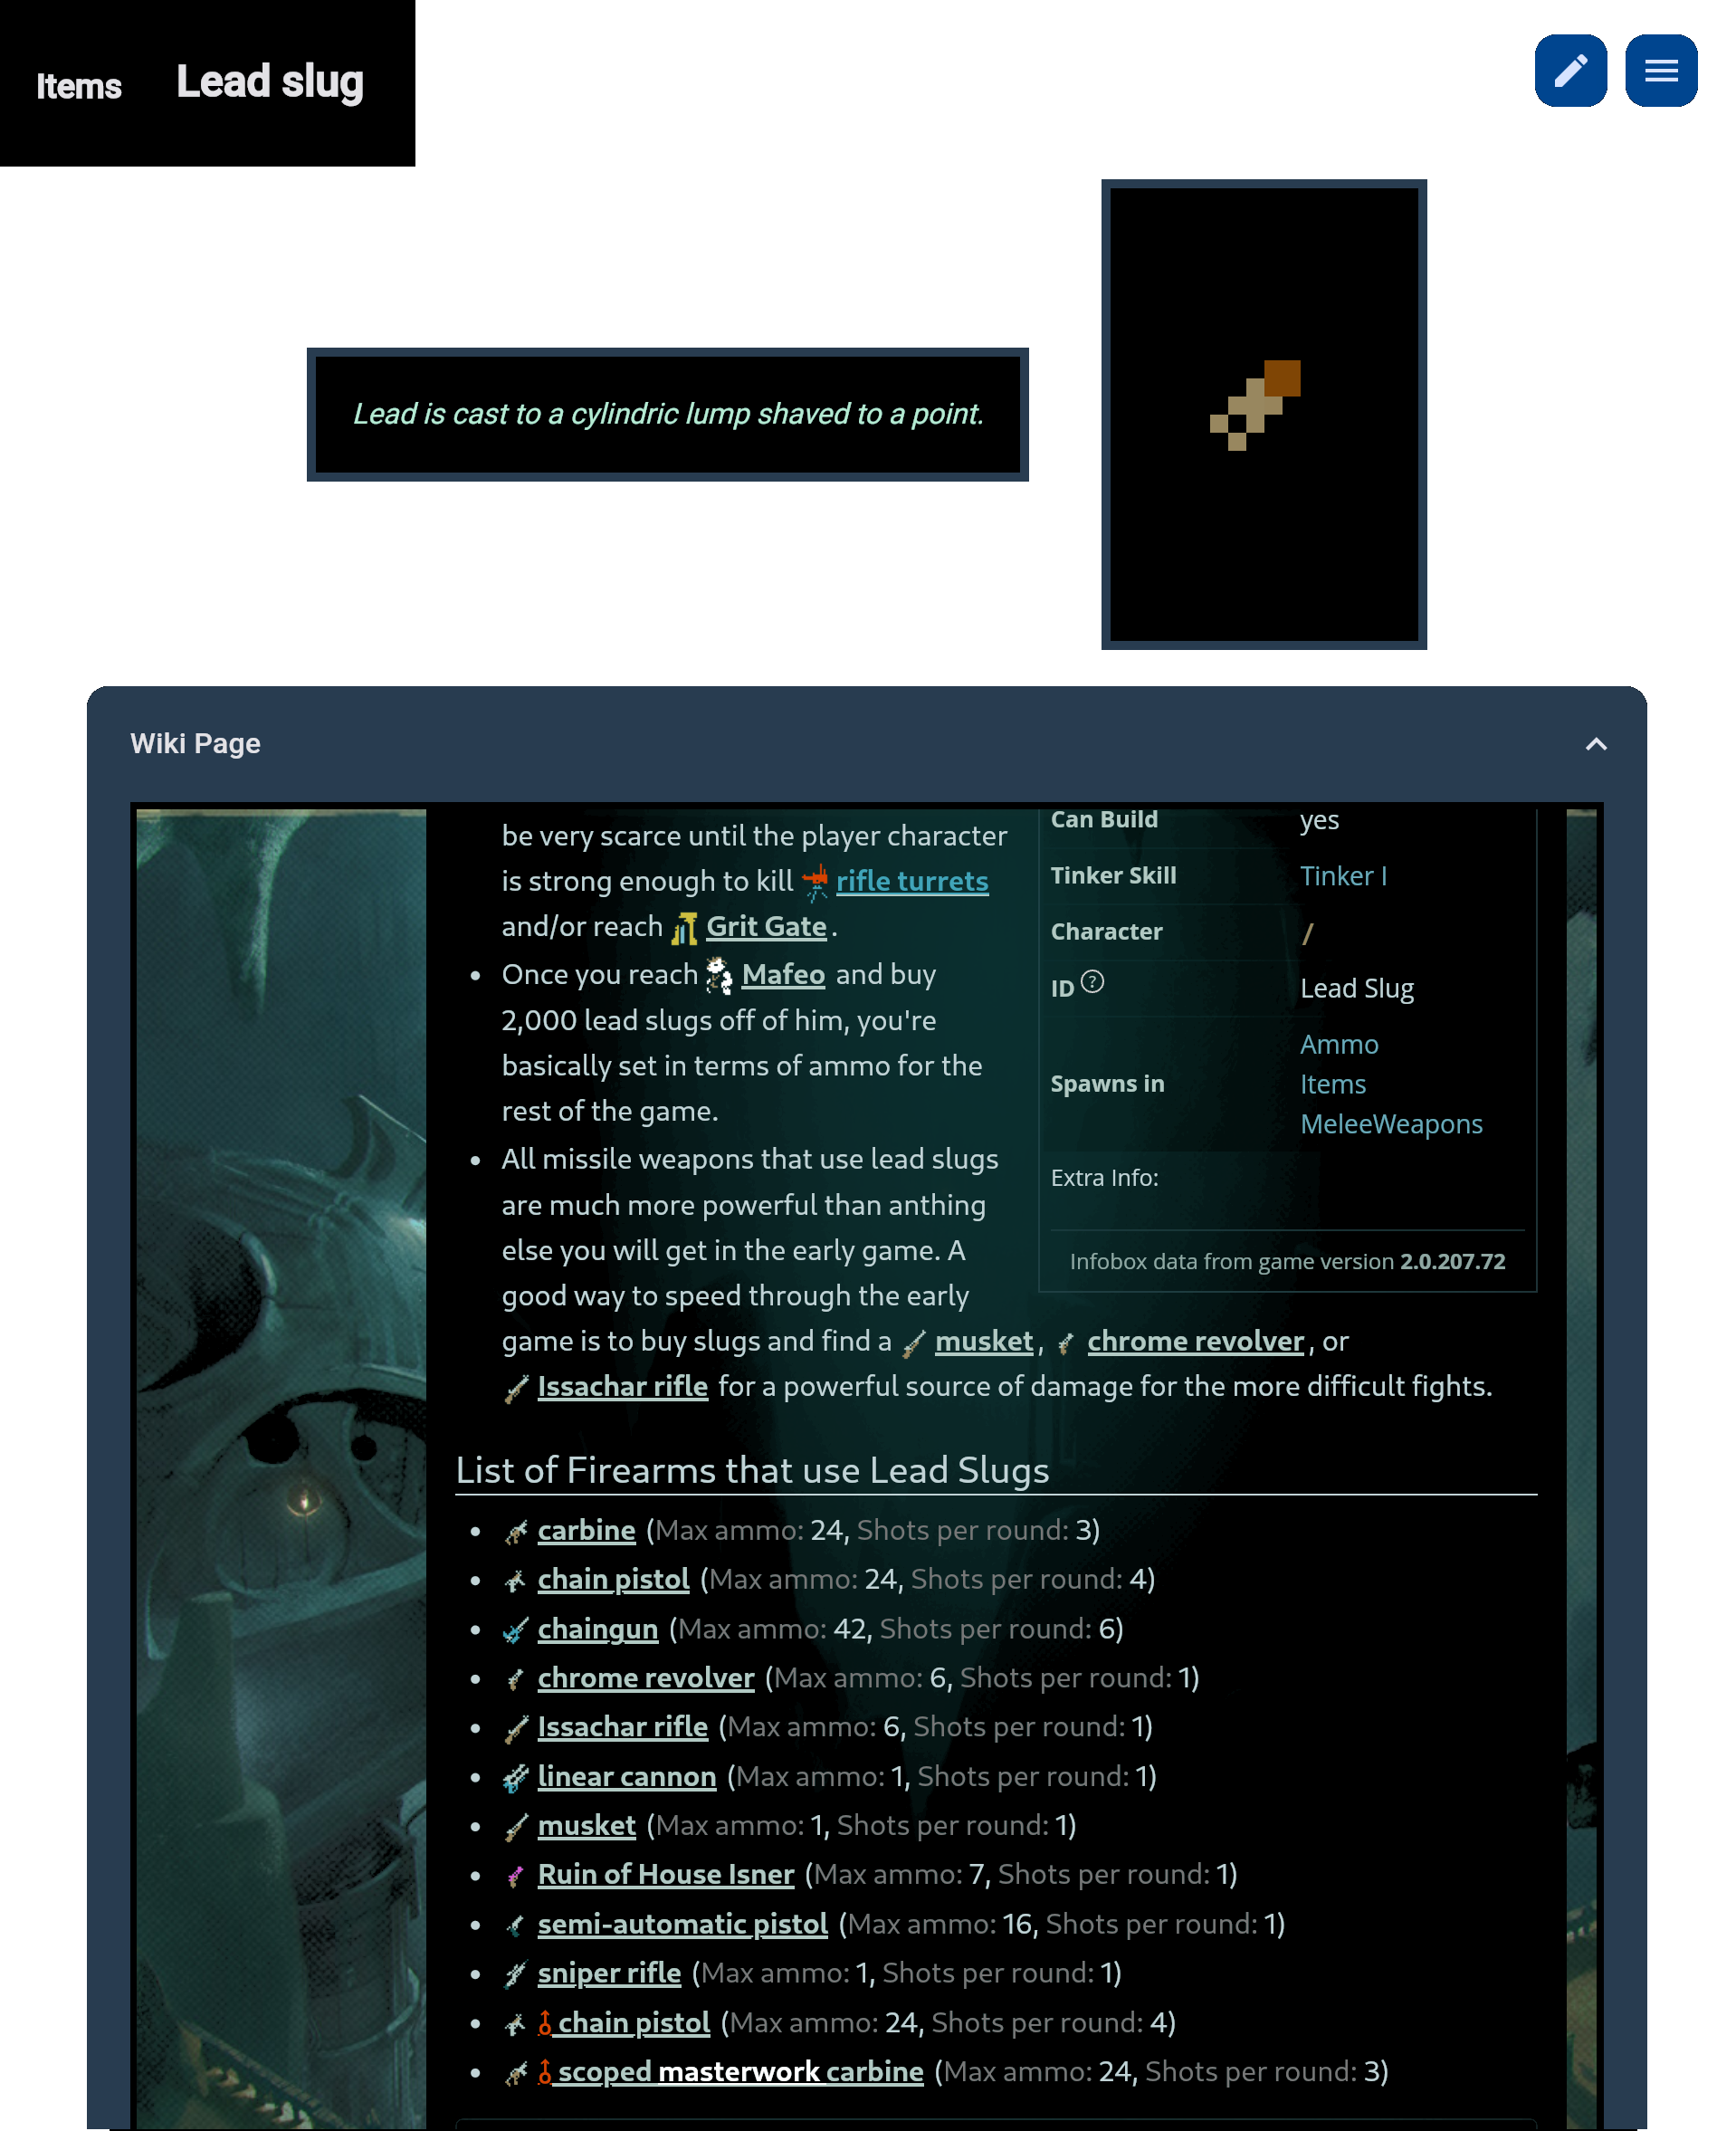 Items
Lead slug
Lead is cast to a cylindric lump shaved to a point.
Wiki Page
be very scarce until the player character
is strong enough to kill rifle turrets
and/or reach Grit Gate.
• Once you reach Mafeo and buy
2,000 lead slugs off of him, you're
basically set in terms of ammo for the
rest of the game.
• All missile weapons that use lead slugs
are much more powerful than anthing
else you will get in the early game. A
good way to speed through the early
game is to buy slugs and find a musket, chrome revolver, or
Issachar rifle for a powerful source of damage for the more difficult fights.
Can Build yes
Tinker Skill Tinker I
Character /
ID ? Lead Slug
Spawns in Ammo
Items
MeleeWeapons
Extra Info:
Infobox data from game version 2.0.207.72
List of Firearms that use Lead Slugs
• carbine (Max ammo: 24, Shots per round: 3)
• chain pistol (Max ammo: 24, Shots per round: 4)
• chaingun (Max ammo: 42, Shots per round: 6)
• chrome revolver (Max ammo: 6, Shots per round: 1)
• Issachar rifle (Max ammo: 6, Shots per round: 1)
• linear cannon (Max ammo: 1, Shots per round: 1)
• musket (Max ammo: 1, Shots per round: 1)
• Ruin of House Isner (Max ammo: 7, Shots per round: 1)
• semi-automatic pistol (Max ammo: 16, Shots per round: 1)
• sniper rifle (Max ammo: 1, Shots per round: 1)
• ♁ chain pistol (Max ammo: 24, Shots per round: 4)
• ♁ scoped masterwork carbine (Max ammo: 24, Shots per round: 3)